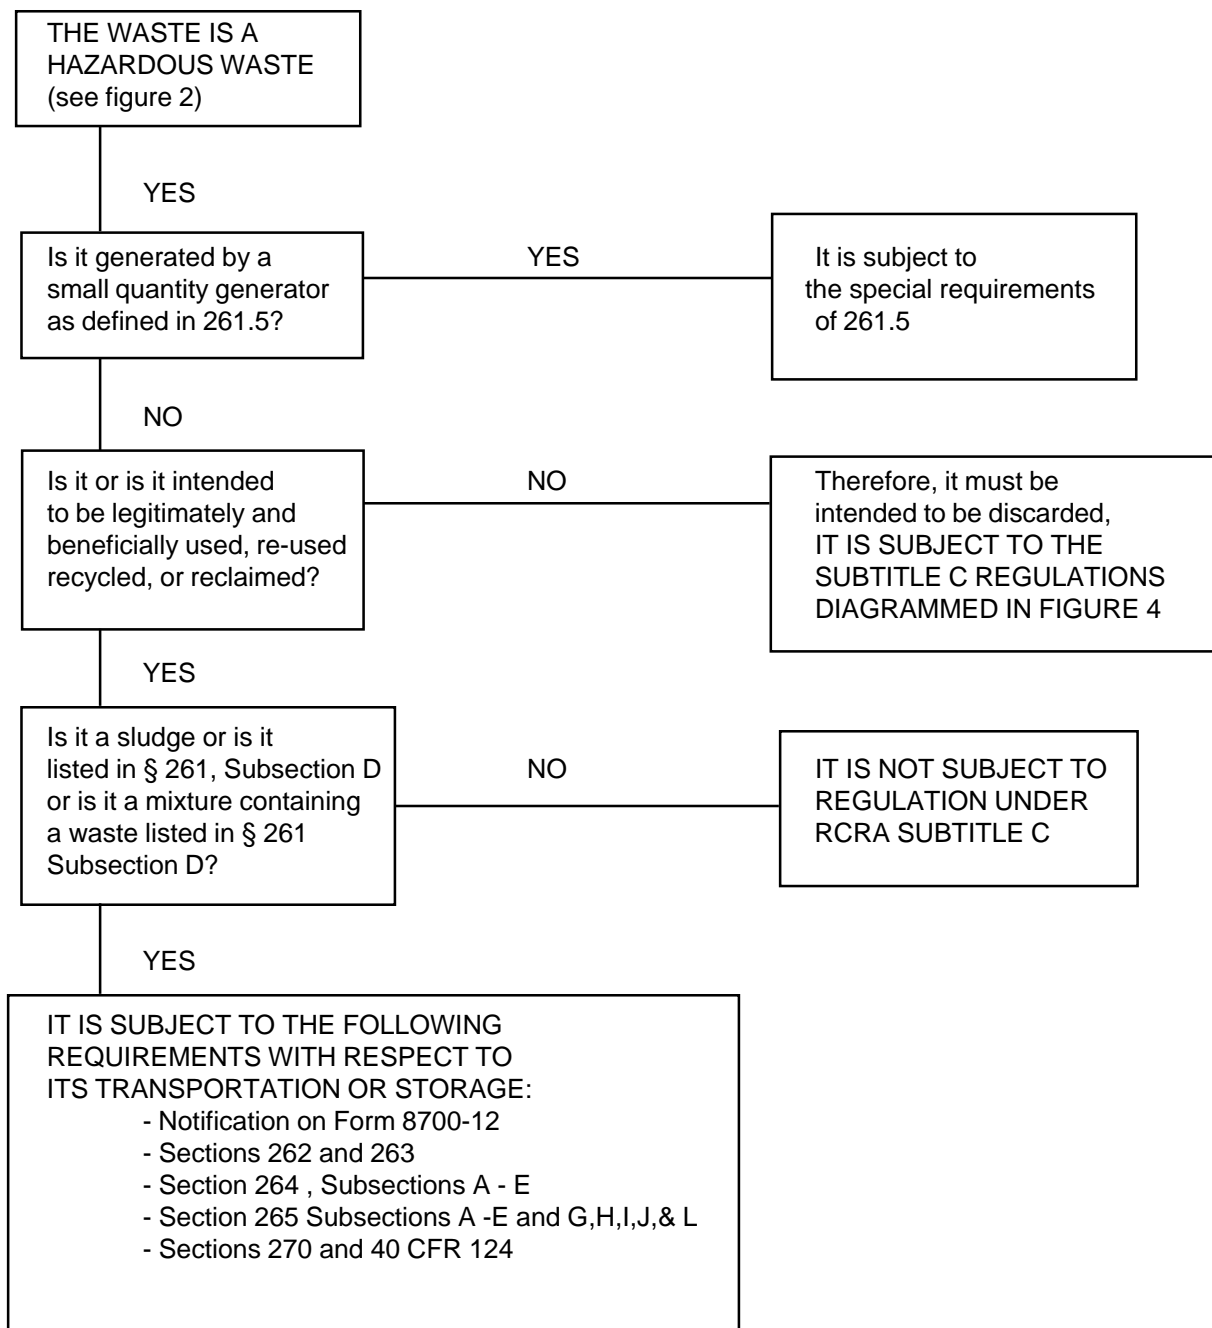 THE WASTE IS A
HAZARDOUS WASTE
(see figure 2)
YES
Is it generated by a
small quantity generator
as defined in 261.5?
YES
It is subject to
the special requirements
of 261.5
NO
Is it or is it intended
to be legitimately and
beneficially used, re-used
recycled, or reclaimed?
NO
Therefore, it must be
intended to be discarded,
IT IS SUBJECT TO THE
SUBTITLE C REGULATIONS
DIAGRAMMED IN FIGURE 4
YES
Is it a sludge or is it
listed in § 261, Subsection D
or is it a mixture containing
a waste listed in § 261
Subsection D?
NO
IT IS NOT SUBJECT TO
REGULATION UNDER
RCRA SUBTITLE C
YES
IT IS SUBJECT TO THE FOLLOWING
REQUIREMENTS WITH RESPECT TO
ITS TRANSPORTATION OR STORAGE:
- Notification on Form 8700-12
- Sections 262 and 263
- Section 264 , Subsections A - E
- Section 265 Subsections A -E and G,H,I,J,& L
- Sections 270 and 40 CFR 124